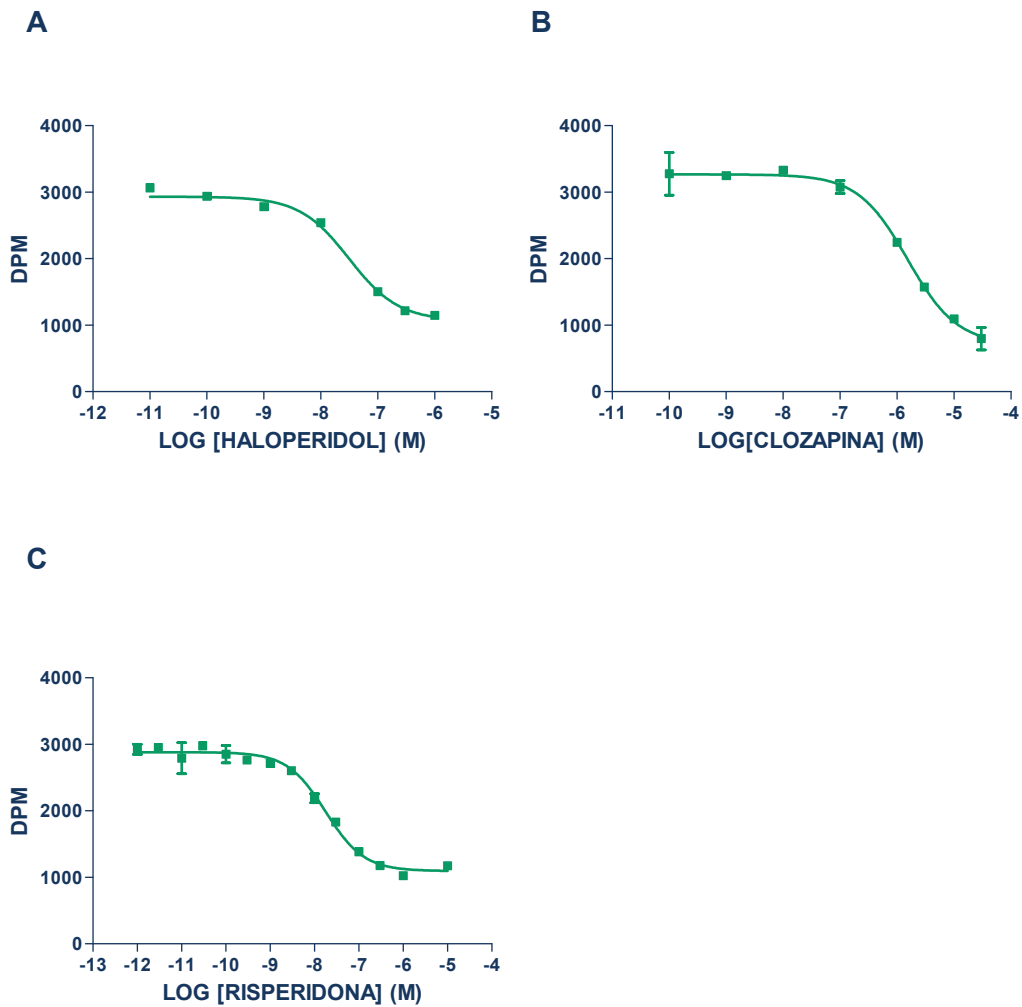 A
4000
3000
2000
1000
0
DPM
-12 -11 -10 -9 -8 -7 -6 -5
LOG [HALOPERIDOL] (M)
B
4000
3000
2000
1000
0
DPM
-11 -10 -9 -8 -7 -6 -5 -4
LOG[CLOZAPINA] (M)
C
4000
3000
2000
1000
0
DPM
-13 -12 -11 -10 -9 -8 -7 -6 -5 -4
LOG [RISPERIDONA] (M)